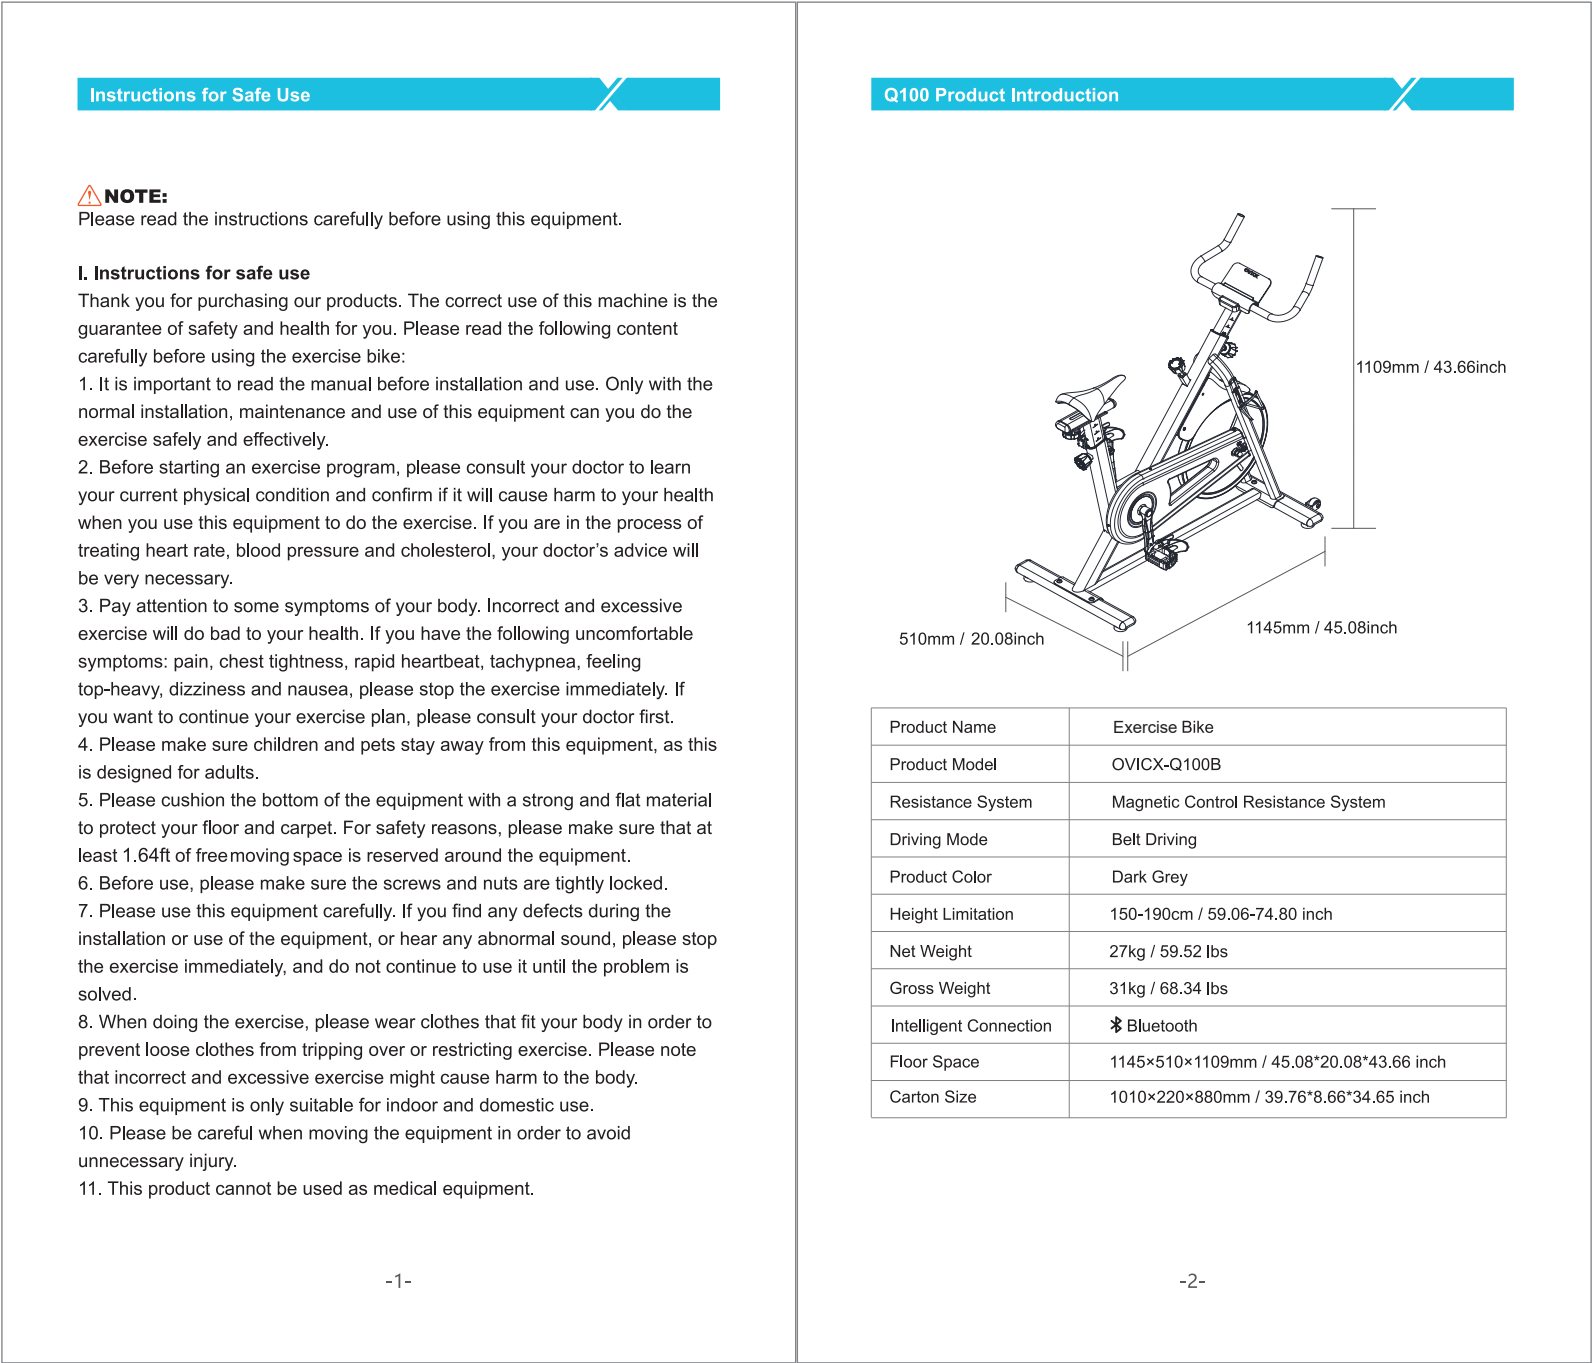 Instructions for Safe Use
NOTE:
Please read the instructions carefully before using this equipment.
I. Instructions for safe use
Thank you for purchasing our products. The correct use of this machine is the
guarantee of safety and health for you. Please read the following content
carefully before using the exercise bike:
1. It is important to read the manual before installation and use. Only with the
normal installation, maintenance and use of this equipment can you do the
exercise safely and effectively.
2. Before starting an exercise program, please consult your doctor to learn
your current physical condition and confirm if it will cause harm to your health
when you use this equipment to do the exercise. If you are in the process of
treating heart rate, blood pressure and cholesterol, your doctor’s advice will
be very necessary.
3. Pay attention to some symptoms of your body. Incorrect and excessive
exercise will do bad to your health. If you have the following uncomfortable
symptoms: pain, chest tightness, rapid heartbeat, tachypnea, feeling
top-heavy, dizziness and nausea, please stop the exercise immediately. If
you want to continue your exercise plan, please consult your doctor first.
4. Please make sure children and pets stay away from this equipment, as this
is designed for adults.
5. Please cushion the bottom of the equipment with a strong and flat material
to protect your floor and carpet. For safety reasons, please make sure that at
least 1.64ft of free moving space is reserved around the equipment.
6. Before use, please make sure the screws and nuts are tightly locked.
7. Please use this equipment carefully. If you find any defects during the
installation or use of the equipment, or hear any abnormal sound, please stop
the exercise immediately, and do not continue to use it until the problem is
solved.
8. When doing the exercise, please wear clothes that fit your body in order to
prevent loose clothes from tripping over or restricting exercise. Please note
that incorrect and excessive exercise might cause harm to the body.
9. This equipment is only suitable for indoor and domestic use.
10. Please be careful when moving the equipment in order to avoid
unnecessary injury.
11. This product cannot be used as medical equipment.
-1-
Q100 Product Introduction
OVICX
1109mm / 43.66inch
510mm / 20.08inch
1145mm / 45.08inch
Product Name Exercise Bike
Product Model OVICX-Q100B
Resistance System Magnetic Control Resistance System
Driving Mode Belt Driving
Product Color Dark Grey
Height Limitation 150-190cm / 59.06-74.80 inch
Net Weight 27kg / 59.52 lbs
Gross Weight 31kg / 68.34 lbs
Intelligent Connection Bluetooth
Floor Space 1145×510×1109mm / 45.08*20.08*43.66 inch
Carton Size 1010×220×880mm / 39.76*8.66*34.65 inch
-2-